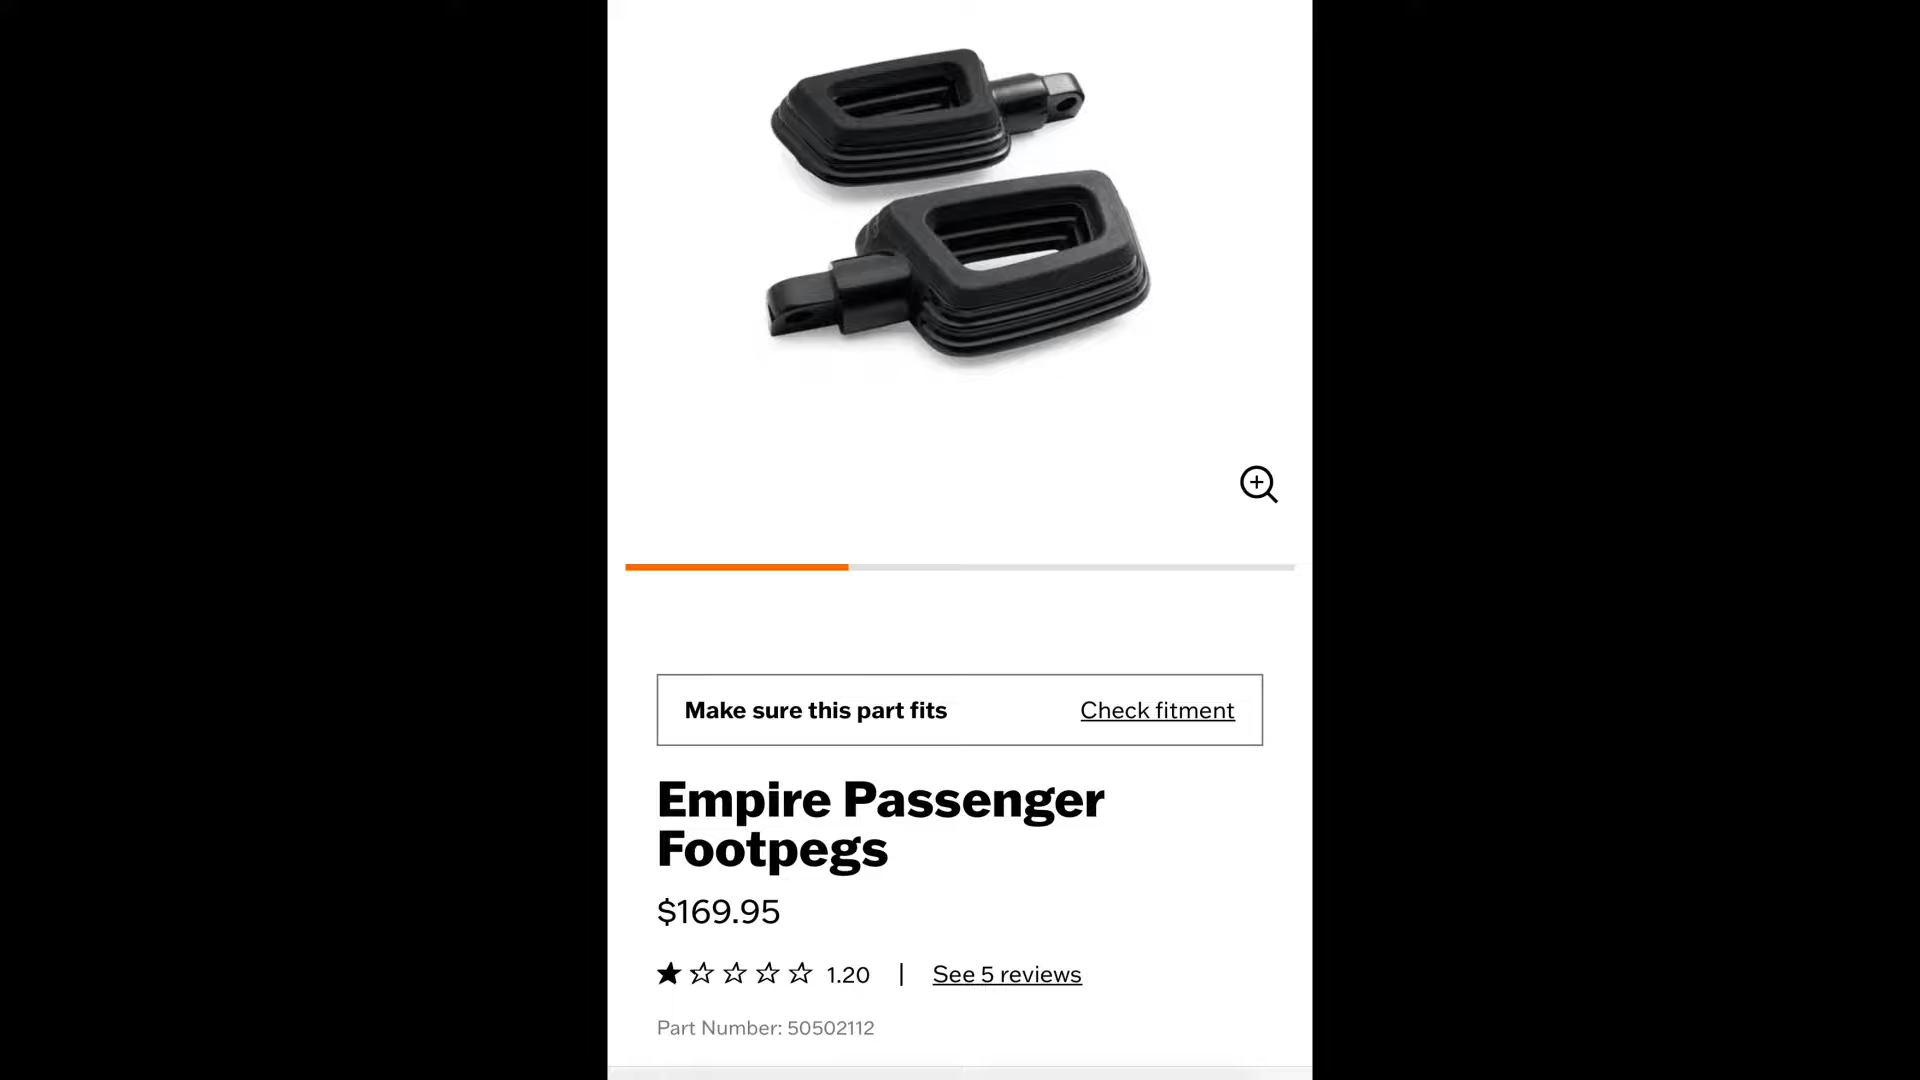 Make sure this part fits
Check fitment
Empire Passenger
Footpegs
$169.95
1.20 | See 5 reviews
Part Number: 50502112